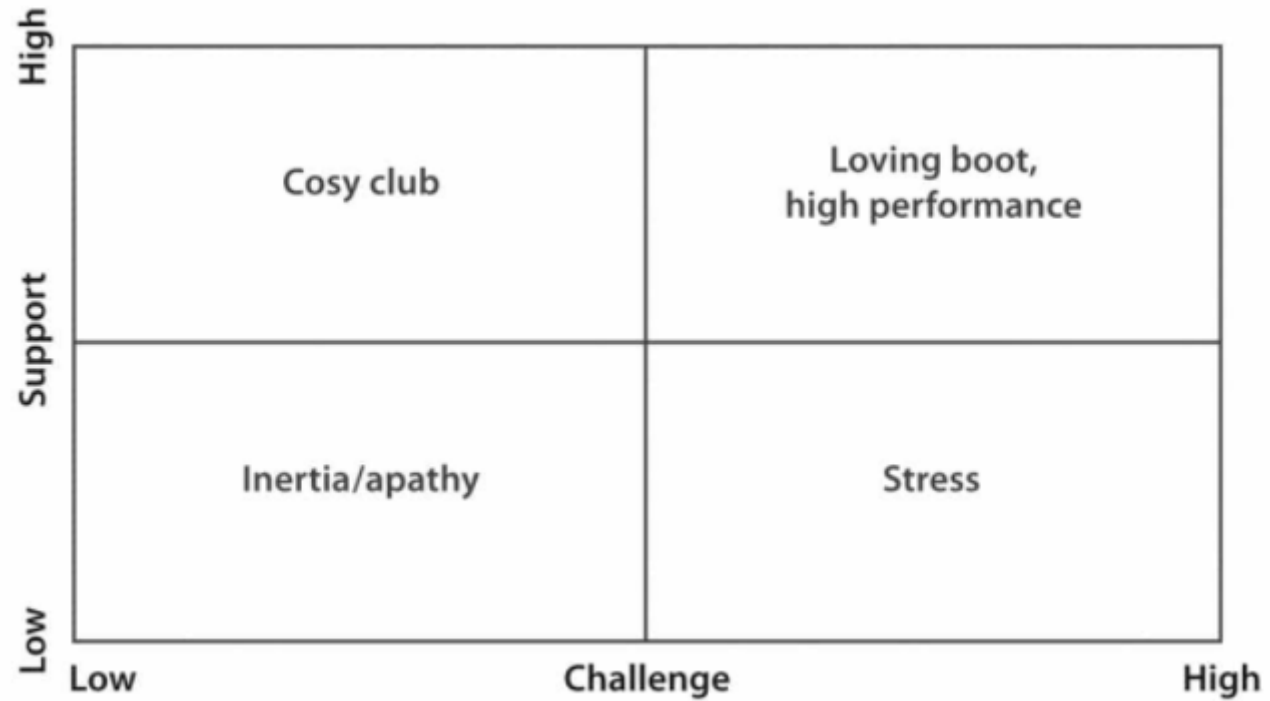 High
Cosy club
Loving boot,
high performance
Support
Inertia/apathy
Stress
Low
Low
Challenge
High